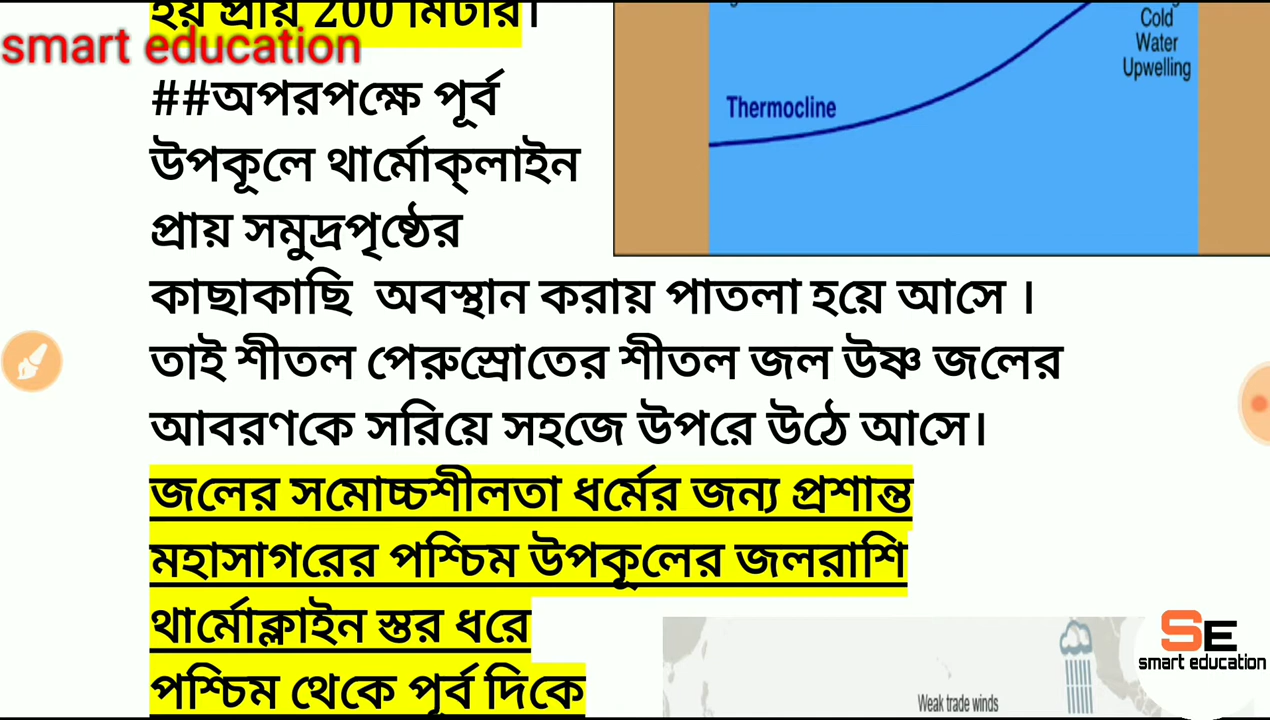 হয় প্রায় 200 মিটার।
smart education
##অপরপক্ষে পূর্ব
উপকূলে থার্মোক্‌লাইন
প্রায় সমুদ্রপৃষ্ঠের
কাছাকাছি অবস্থান করায় পাতলা হয়ে আসে ।
তাই শীতল পেরুস্রোতের শীতল জল উষ্ণ জলের
আবরণকে সরিয়ে সহজে উপরে উঠে আসে।
জলের সমোচ্চশীলতা ধর্মের জন্য প্রশান্ত
মহাসাগরের পশ্চিম উপকূলের জলরাশি
থার্মোক্লাইন স্তর ধরে
পশ্চিম থেকে পূর্ব দিকে
Cold
Water
Upwelling
Thermocline
Weak trade winds
SE
smart education